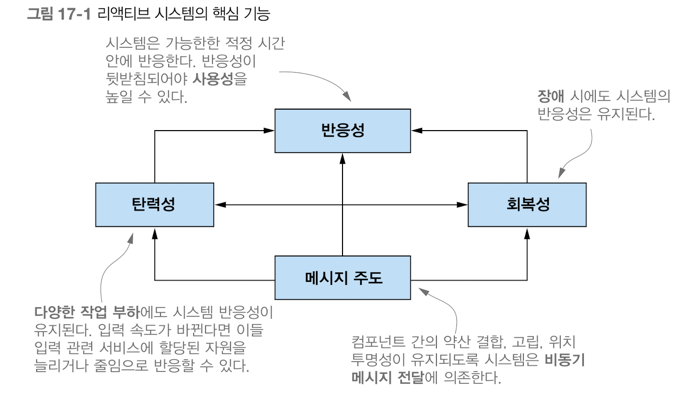 그림 17-1 리액티브 시스템의 핵심 기능
시스템은 가능한한 적정 시간
안에 반응한다. 반응성이
뒷받침되어야 사용성을
높일 수 있다.
장애 시에도 시스템의
반응성은 유지된다.
반응성
탄력성
회복성
메시지 주도
다양한 작업 부하에도 시스템 반응성이
유지된다. 입력 속도가 바뀐다면 이들
입력 관련 서비스에 할당된 자원을
늘리거나 줄임으로 반응할 수 있다.
컴포넌트 간의 약산 결합, 고립, 위치
투명성이 유지되도록 시스템은 비동기
메시지 전달에 의존한다.